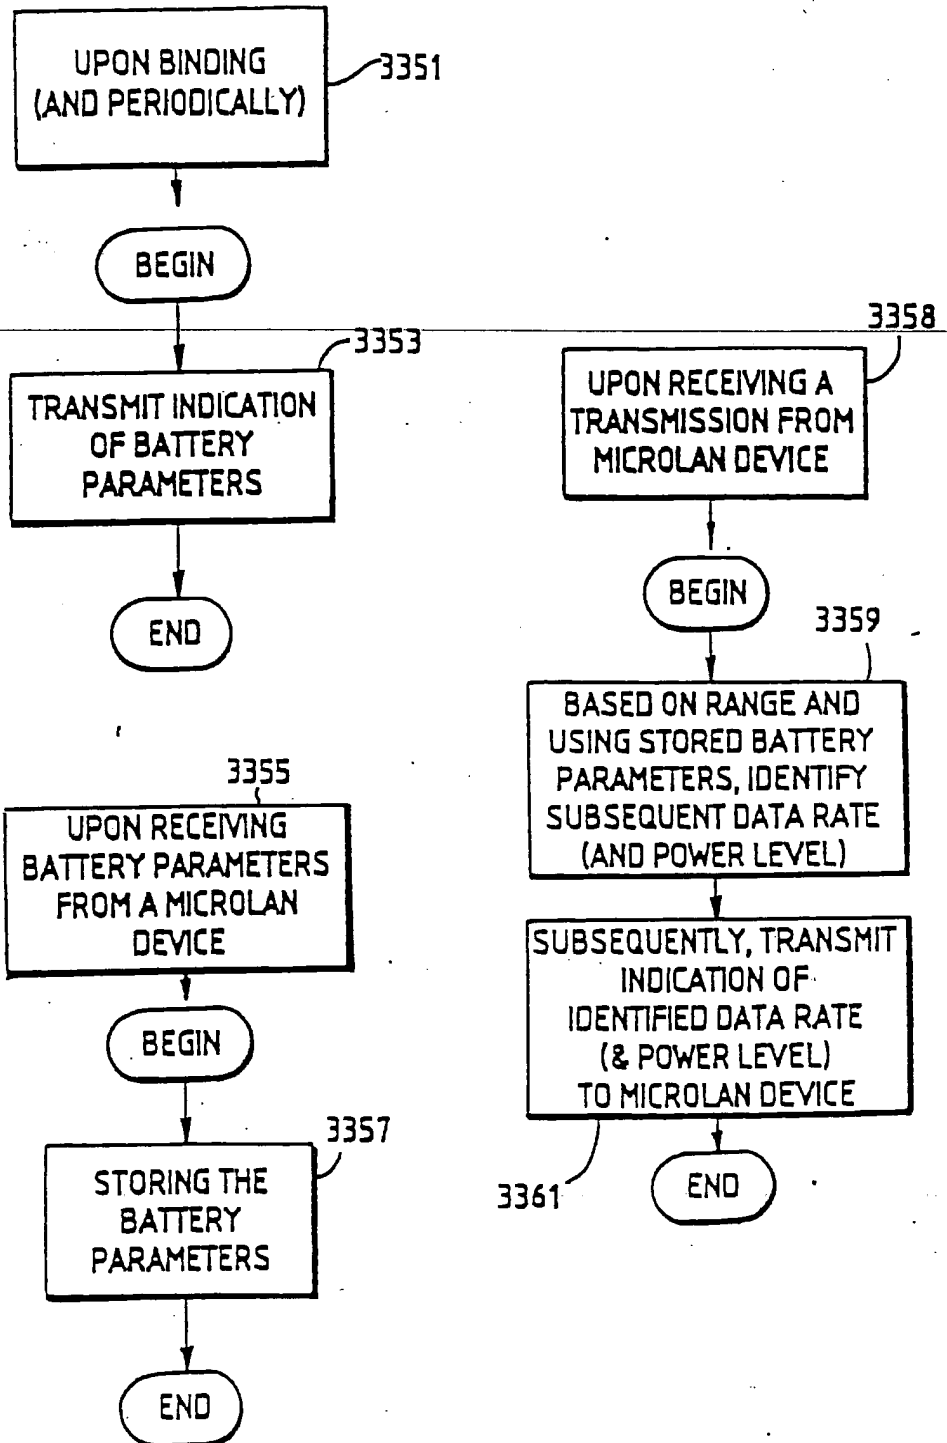 UPON BINDING
(AND PERIODICALLY)
3351
BEGIN
3353
TRANSMIT INDICATION
OF BATTERY
PARAMETERS
END
3355
UPON RECEIVING
BATTERY PARAMETERS
FROM A MICROLAN
DEVICE
BEGIN
3357
STORING THE
BATTERY
PARAMETERS
END
3358
UPON RECEIVING A
TRANSMISSION FROM
MICROLAN DEVICE
BEGIN
3359
BASED ON RANGE AND
USING STORED BATTERY
PARAMETERS, IDENTIFY
SUBSEQUENT DATA RATE
(AND POWER LEVEL)
SUBSEQUENTLY, TRANSMIT
INDICATION OF
IDENTIFIED DATA RATE
(& POWER LEVEL)
TO MICROLAN DEVICE
3361
END